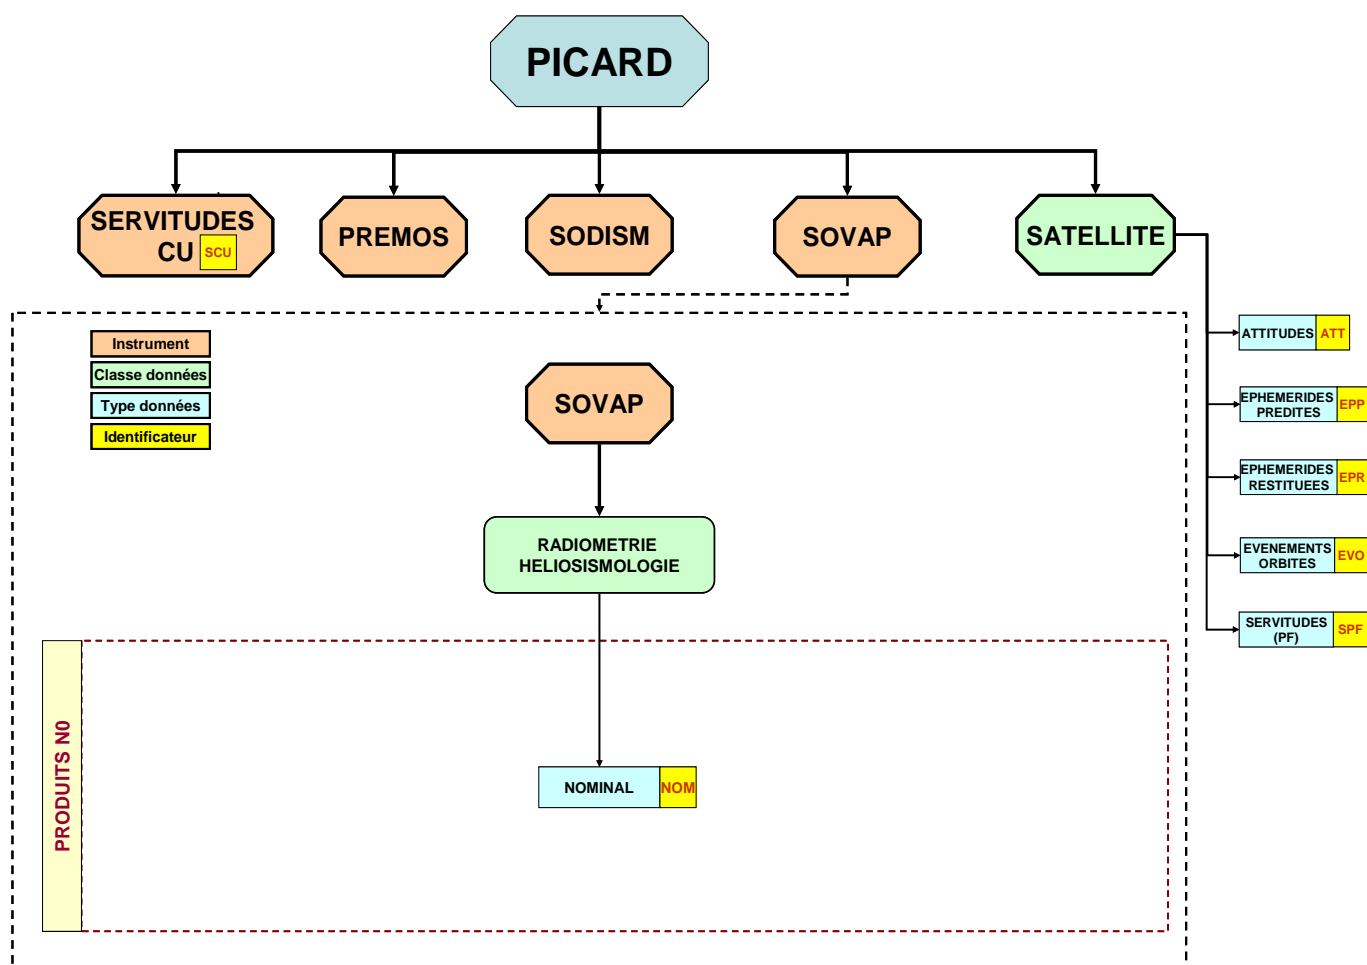 PICARD
SERVITUDES
CU SCU
PREMOS
SODISM
SOVAP
SATELLITE
Instrument
Classe données
Type données
Identificateur
SOVAP
RADIOMETRIE
HELIOSISMOLOGIE
PRODUITS N0
NOMINAL NOM
ATTITUDES ATT
EPHEMERIDES
PREDITES EPP
EPHEMERIDES
RESTITUEES EPR
EVENEMENTS
ORBITES EVO
SERVITUDES
(PF) SPF